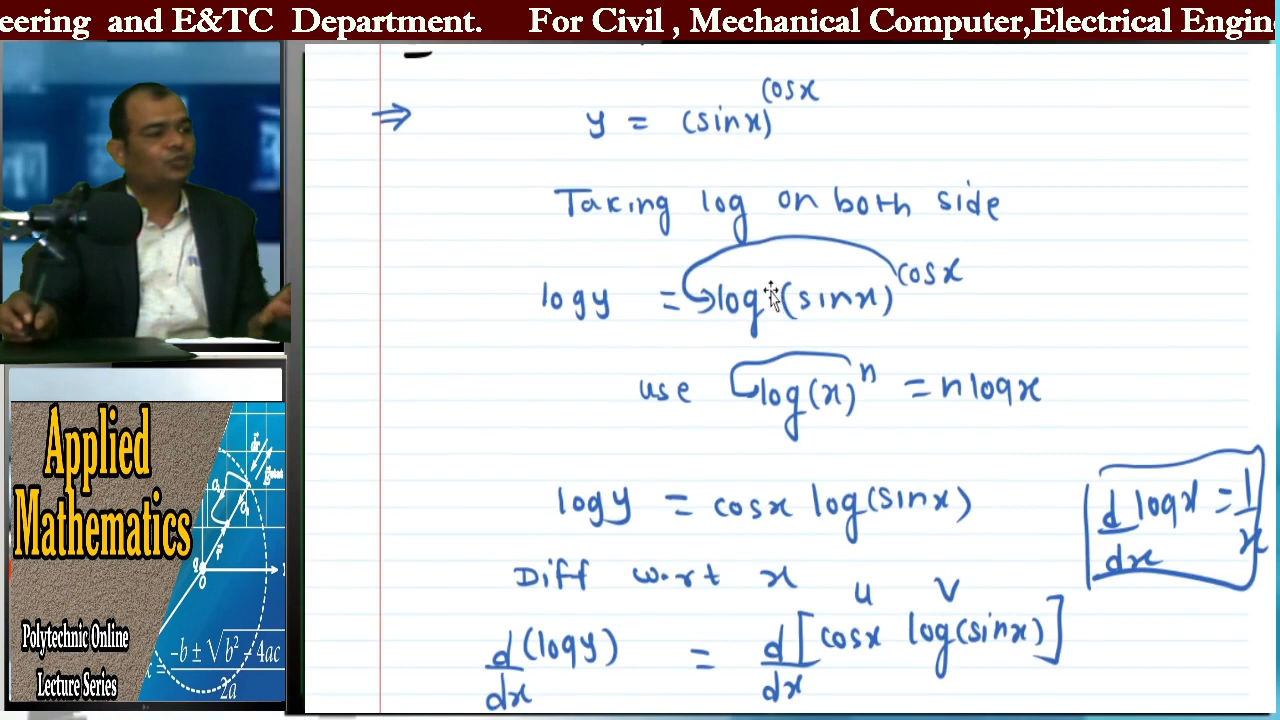 eering and E&TC Department. For Civil , Mechanical Computer,Electrical Engin
⇒ y = (sinx)^cosx
Taking log on both side
logy = log(sinx)^cosx
use log(x)^n = n logx
logy = cosx log(sinx)
d/dx logx = 1/x
Diff w.r.t x
u v
d/dx (logy) = d/dx [cosx log(sinx)]
Applied
Mathematics
Polytechnic Online
Lecture Series
x = -b ± √b² - 4ac / 2a